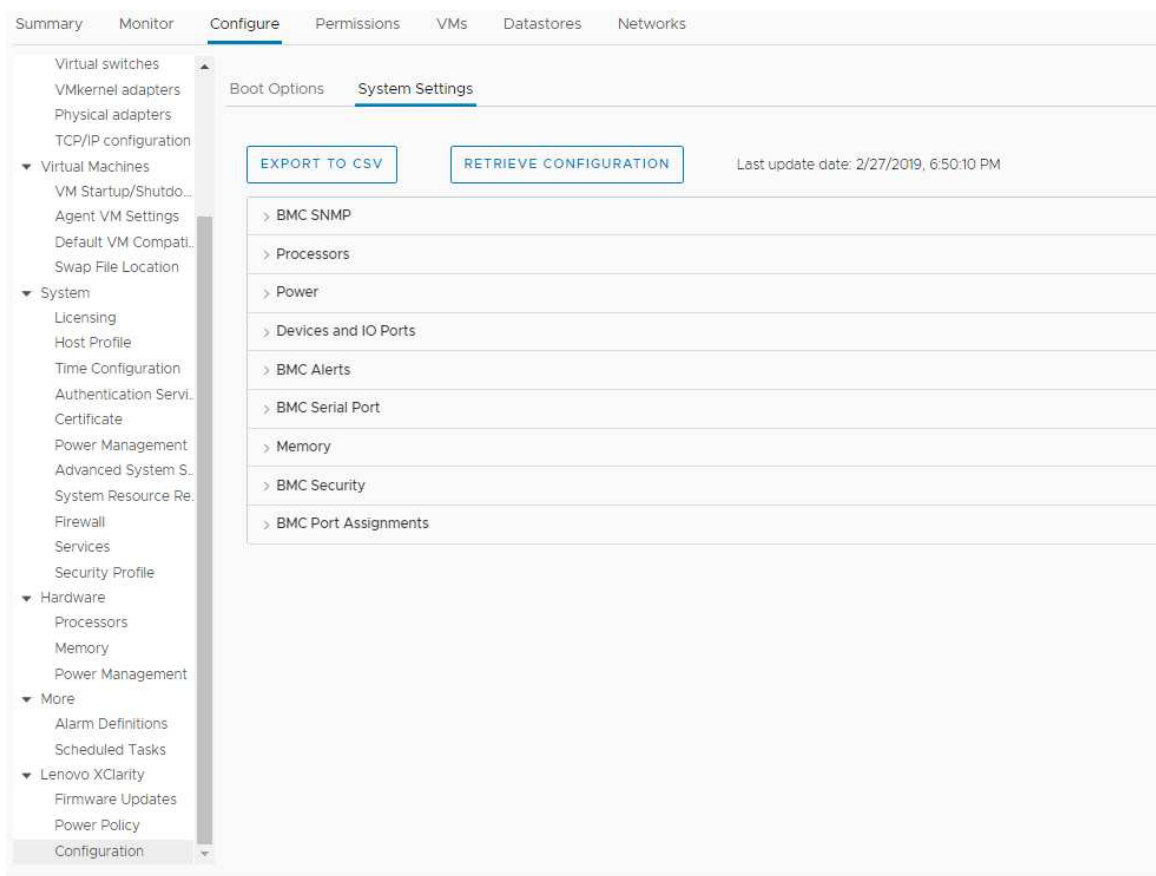 Summary Monitor Configure Permissions VMs Datastores Networks
Virtual switches
VMkernel adapters
Physical adapters
TCP/IP configuration
Virtual Machines
VM Startup/Shutdo...
Agent VM Settings
Default VM Compati...
Swap File Location
System
Licensing
Host Profile
Time Configuration
Authentication Servi...
Certificate
Power Management
Advanced System S...
System Resource Re...
Firewall
Services
Security Profile
Hardware
Processors
Memory
Power Management
More
Alarm Definitions
Scheduled Tasks
Lenovo XClarity
Firmware Updates
Power Policy
Configuration
Boot Options System Settings
EXPORT TO CSV RETRIEVE CONFIGURATION Last update date: 2/27/2019, 6:50:10 PM
BMC SNMP
Processors
Power
Devices and IO Ports
BMC Alerts
BMC Serial Port
Memory
BMC Security
BMC Port Assignments